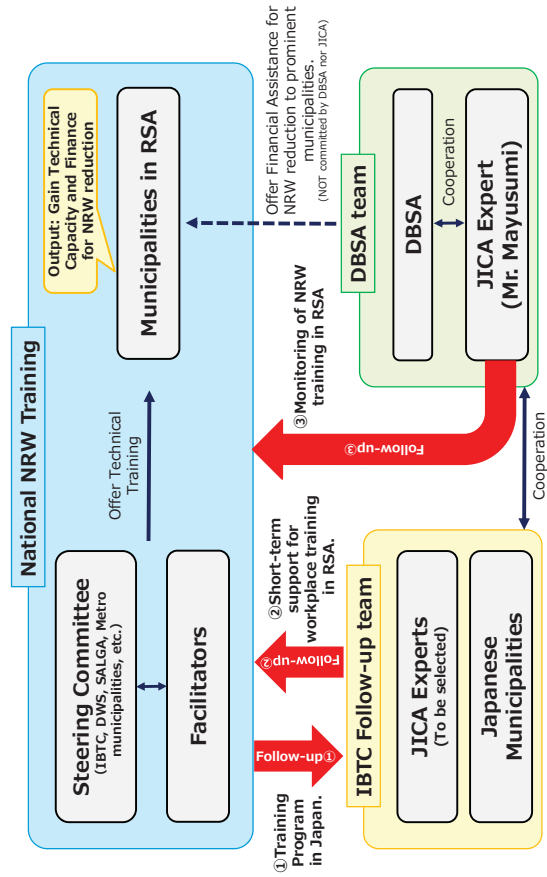 National NRW Training
Steering Committee
(IBTC, DWS, SALGA, Metro
municipalities, etc.)
Facilitators
Offer Technical
Training
Output: Gain Technical
Capacity and Finance
for NRW reduction
Municipalities in RSA
①Training
Program
in Japan.
Follow-up①
②Short-term
support for
workplace training
in RSA.
Follow-up②
③Monitoring of NRW
training in RSA
Follow-up③
Offer Financial Assistance for
NRW reduction to prominent
municipalities.
(NOT committed by DBSA nor JICA)
IBTC Follow-up team
JICA Experts
(To be selected)
Japanese
Municipalities
Cooperation
DBSA team
DBSA
Cooperation
JICA Expert
(Mr. Mayusumi)